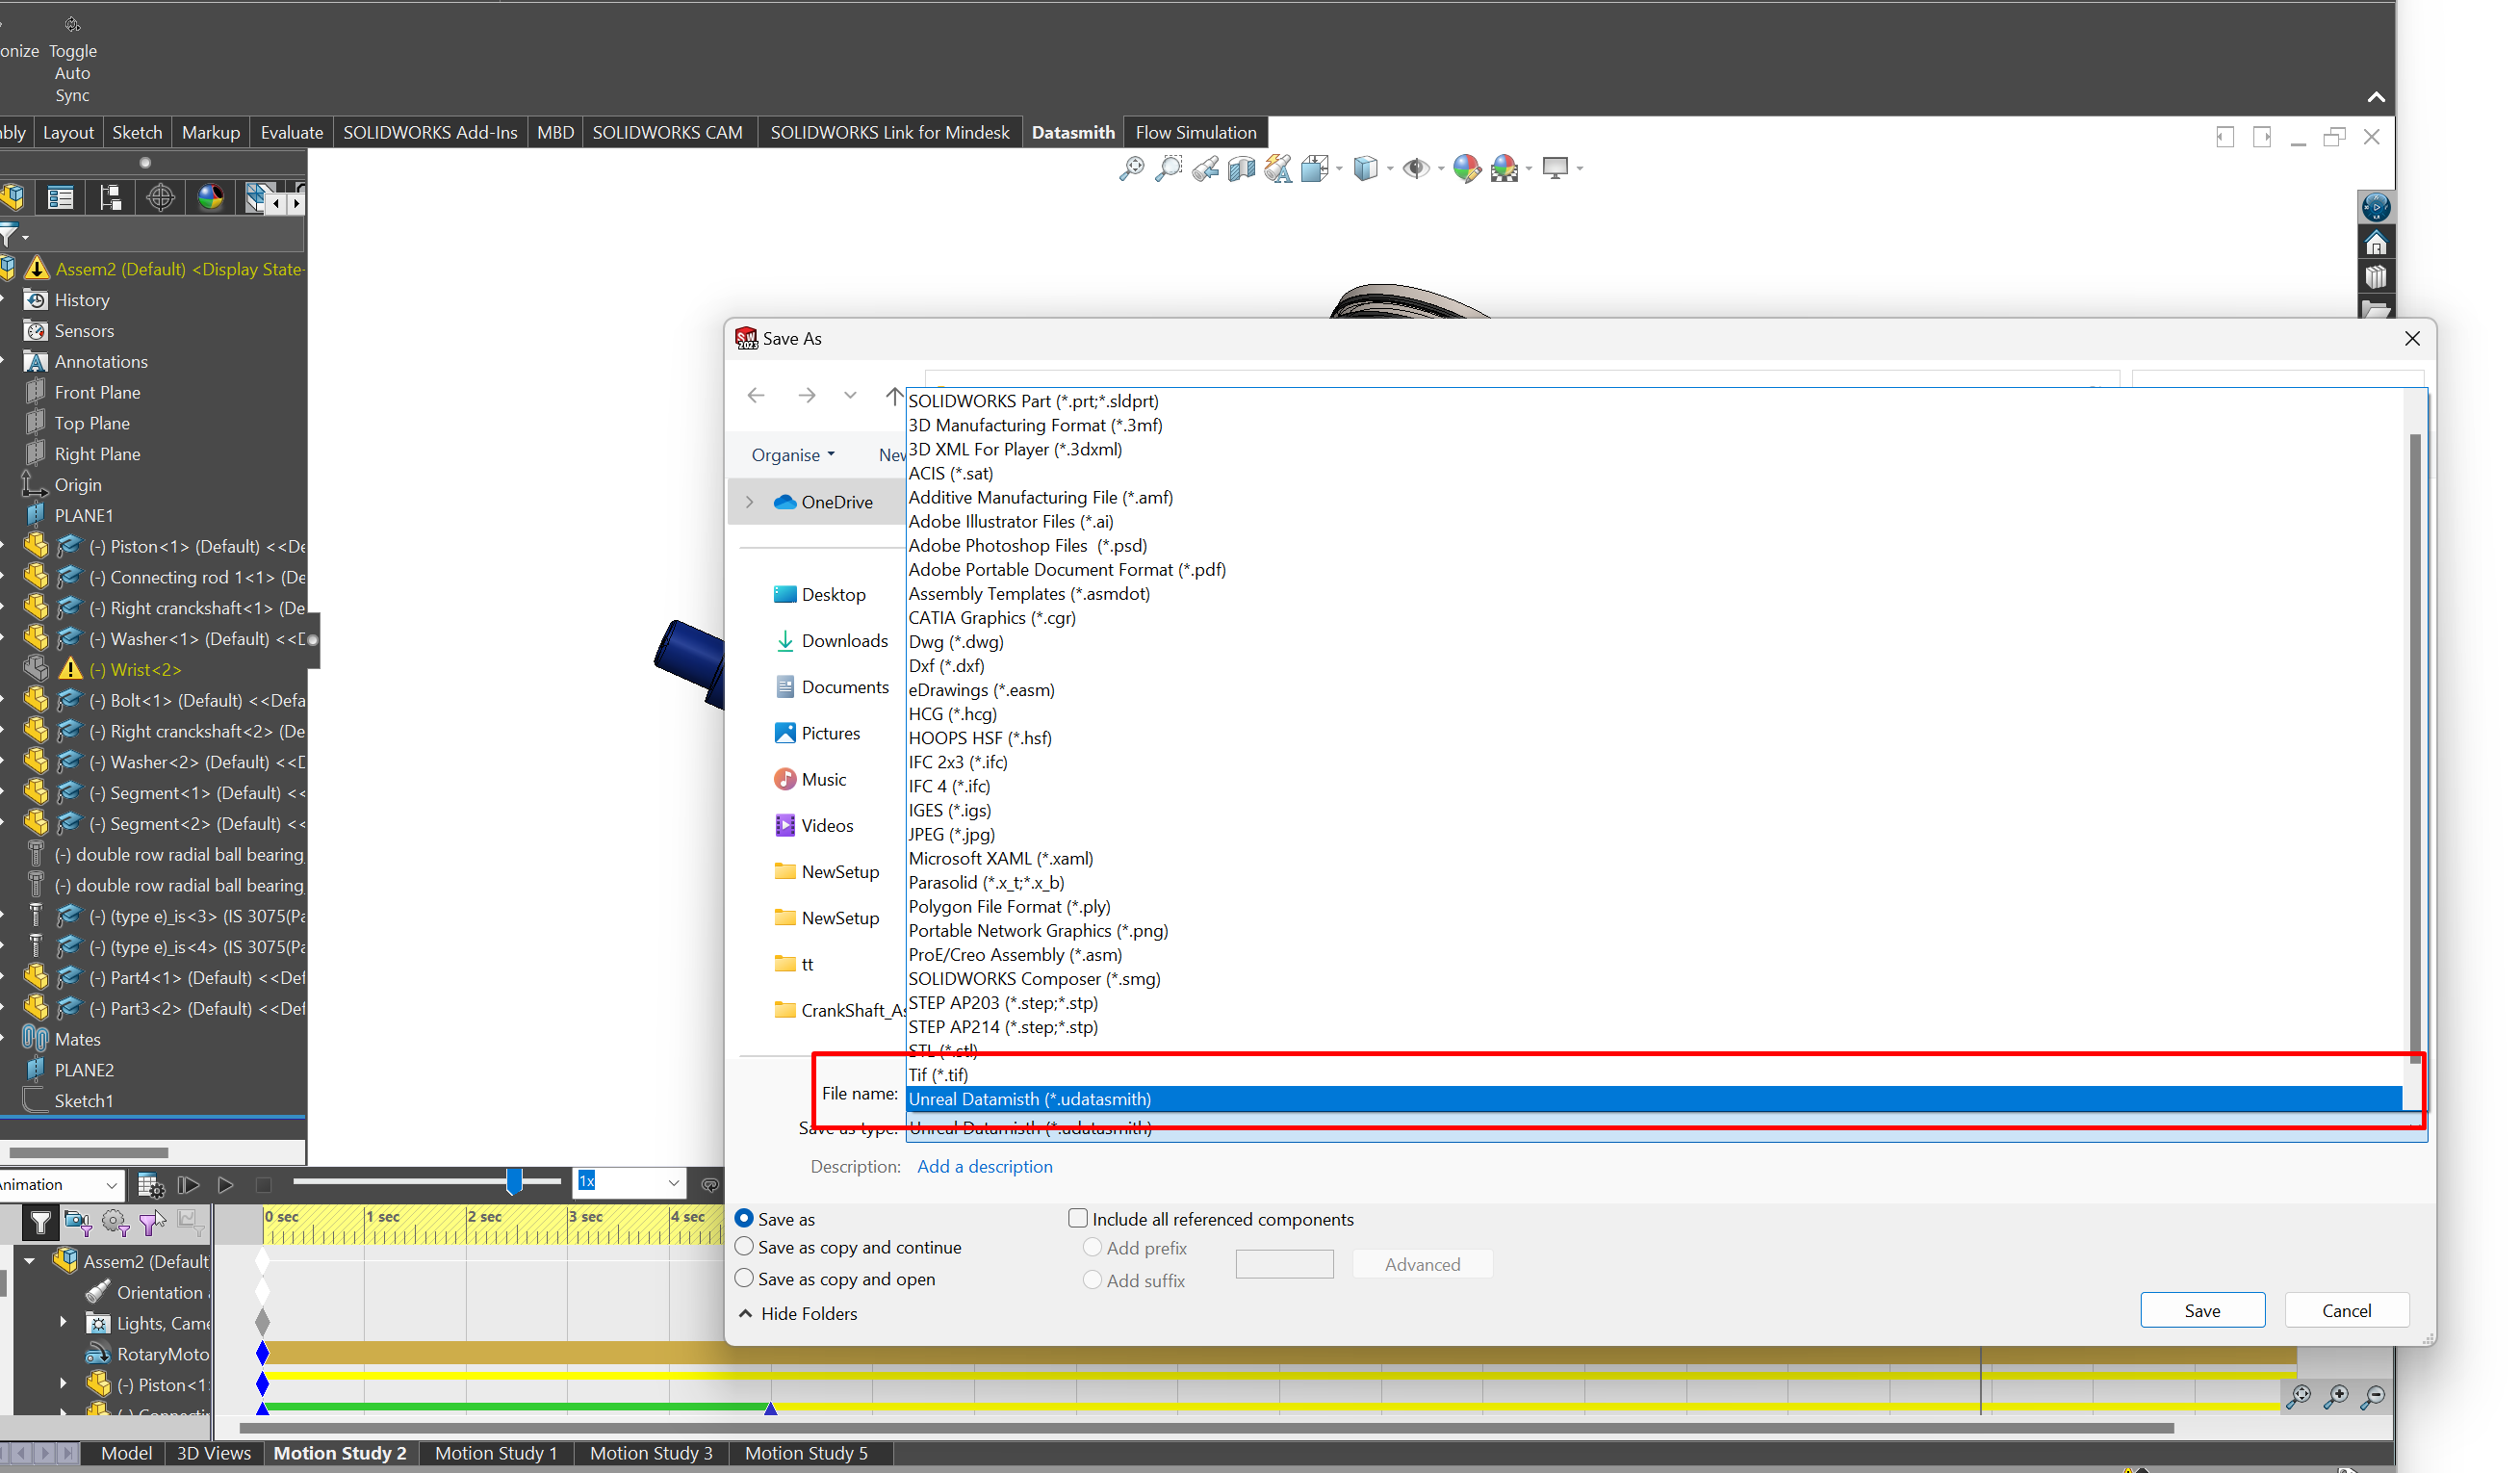 onize
Toggle
Auto
Sync
bly Layout Sketch Markup Evaluate SOLIDWORKS Add-Ins MBD SOLIDWORKS CAM SOLIDWORKS Link for Mindesk Datasmith Flow Simulation
Assem2 (Default) <Display State-
History
Sensors
Annotations
Front Plane
Top Plane
Right Plane
Origin
PLANE1
(-) Piston<1> (Default) <<De
(-) Connecting rod 1<1> (De
(-) Right cranckshaft<1> (De
(-) Washer<1> (Default) <<D
(-) Wrist<2>
(-) Bolt<1> (Default) <<Defa
(-) Right cranckshaft<2> (De
(-) Washer<2> (Default) <<D
(-) Segment<1> (Default) <<
(-) Segment<2> (Default) <<
(-) double row radial ball bearing
(-) double row radial ball bearing
(-) (type e)_is<3> (IS 3075(Pa
(-) (type e)_is<4> (IS 3075(Pa
(-) Part4<1> (Default) <<Def
(-) Part3<2> (Default) <<Def
Mates
PLANE2
Sketch1
SW 2023 Save As
Organise
New
OneDrive
Desktop
Downloads
Documents
Pictures
Music
Videos
NewSetup
NewSetup
tt
CrankShaft_As
SOLIDWORKS Part (*.prt;*.sldprt)
3D Manufacturing Format (*.3mf)
3D XML For Player (*.3dxml)
ACIS (*.sat)
Additive Manufacturing File (*.amf)
Adobe Illustrator Files (*.ai)
Adobe Photoshop Files (*.psd)
Adobe Portable Document Format (*.pdf)
Assembly Templates (*.asmdot)
CATIA Graphics (*.cgr)
Dwg (*.dwg)
Dxf (*.dxf)
eDrawings (*.easm)
HCG (*.hcg)
HOOPS HSF (*.hsf)
IFC 2x3 (*.ifc)
IFC 4 (*.ifc)
IGES (*.igs)
JPEG (*.jpg)
Microsoft XAML (*.xaml)
Parasolid (*.x_t;*.x_b)
Polygon File Format (*.ply)
Portable Network Graphics (*.png)
ProE/Creo Assembly (*.asm)
SOLIDWORKS Composer (*.smg)
STEP AP203 (*.step;*.stp)
STEP AP214 (*.step;*.stp)
STL (*.stl)
Tif (*.tif)
File name:
Unreal Datamisth (*.udatasmith)
Save as type: Unreal Datamisth (*.udatasmith)
Description: Add a description
Save as
Save as copy and continue
Save as copy and open
Hide Folders
Include all referenced components
Add prefix
Add suffix
Advanced
Save
Cancel
nimation
1x
0 sec 1 sec 2 sec 3 sec 4 sec
Assem2 (Default
Orientation
Lights, Came
RotaryMoto
(-) Piston<1>
(-) Connecti
Model 3D Views Motion Study 2 Motion Study 1 Motion Study 3 Motion Study 5